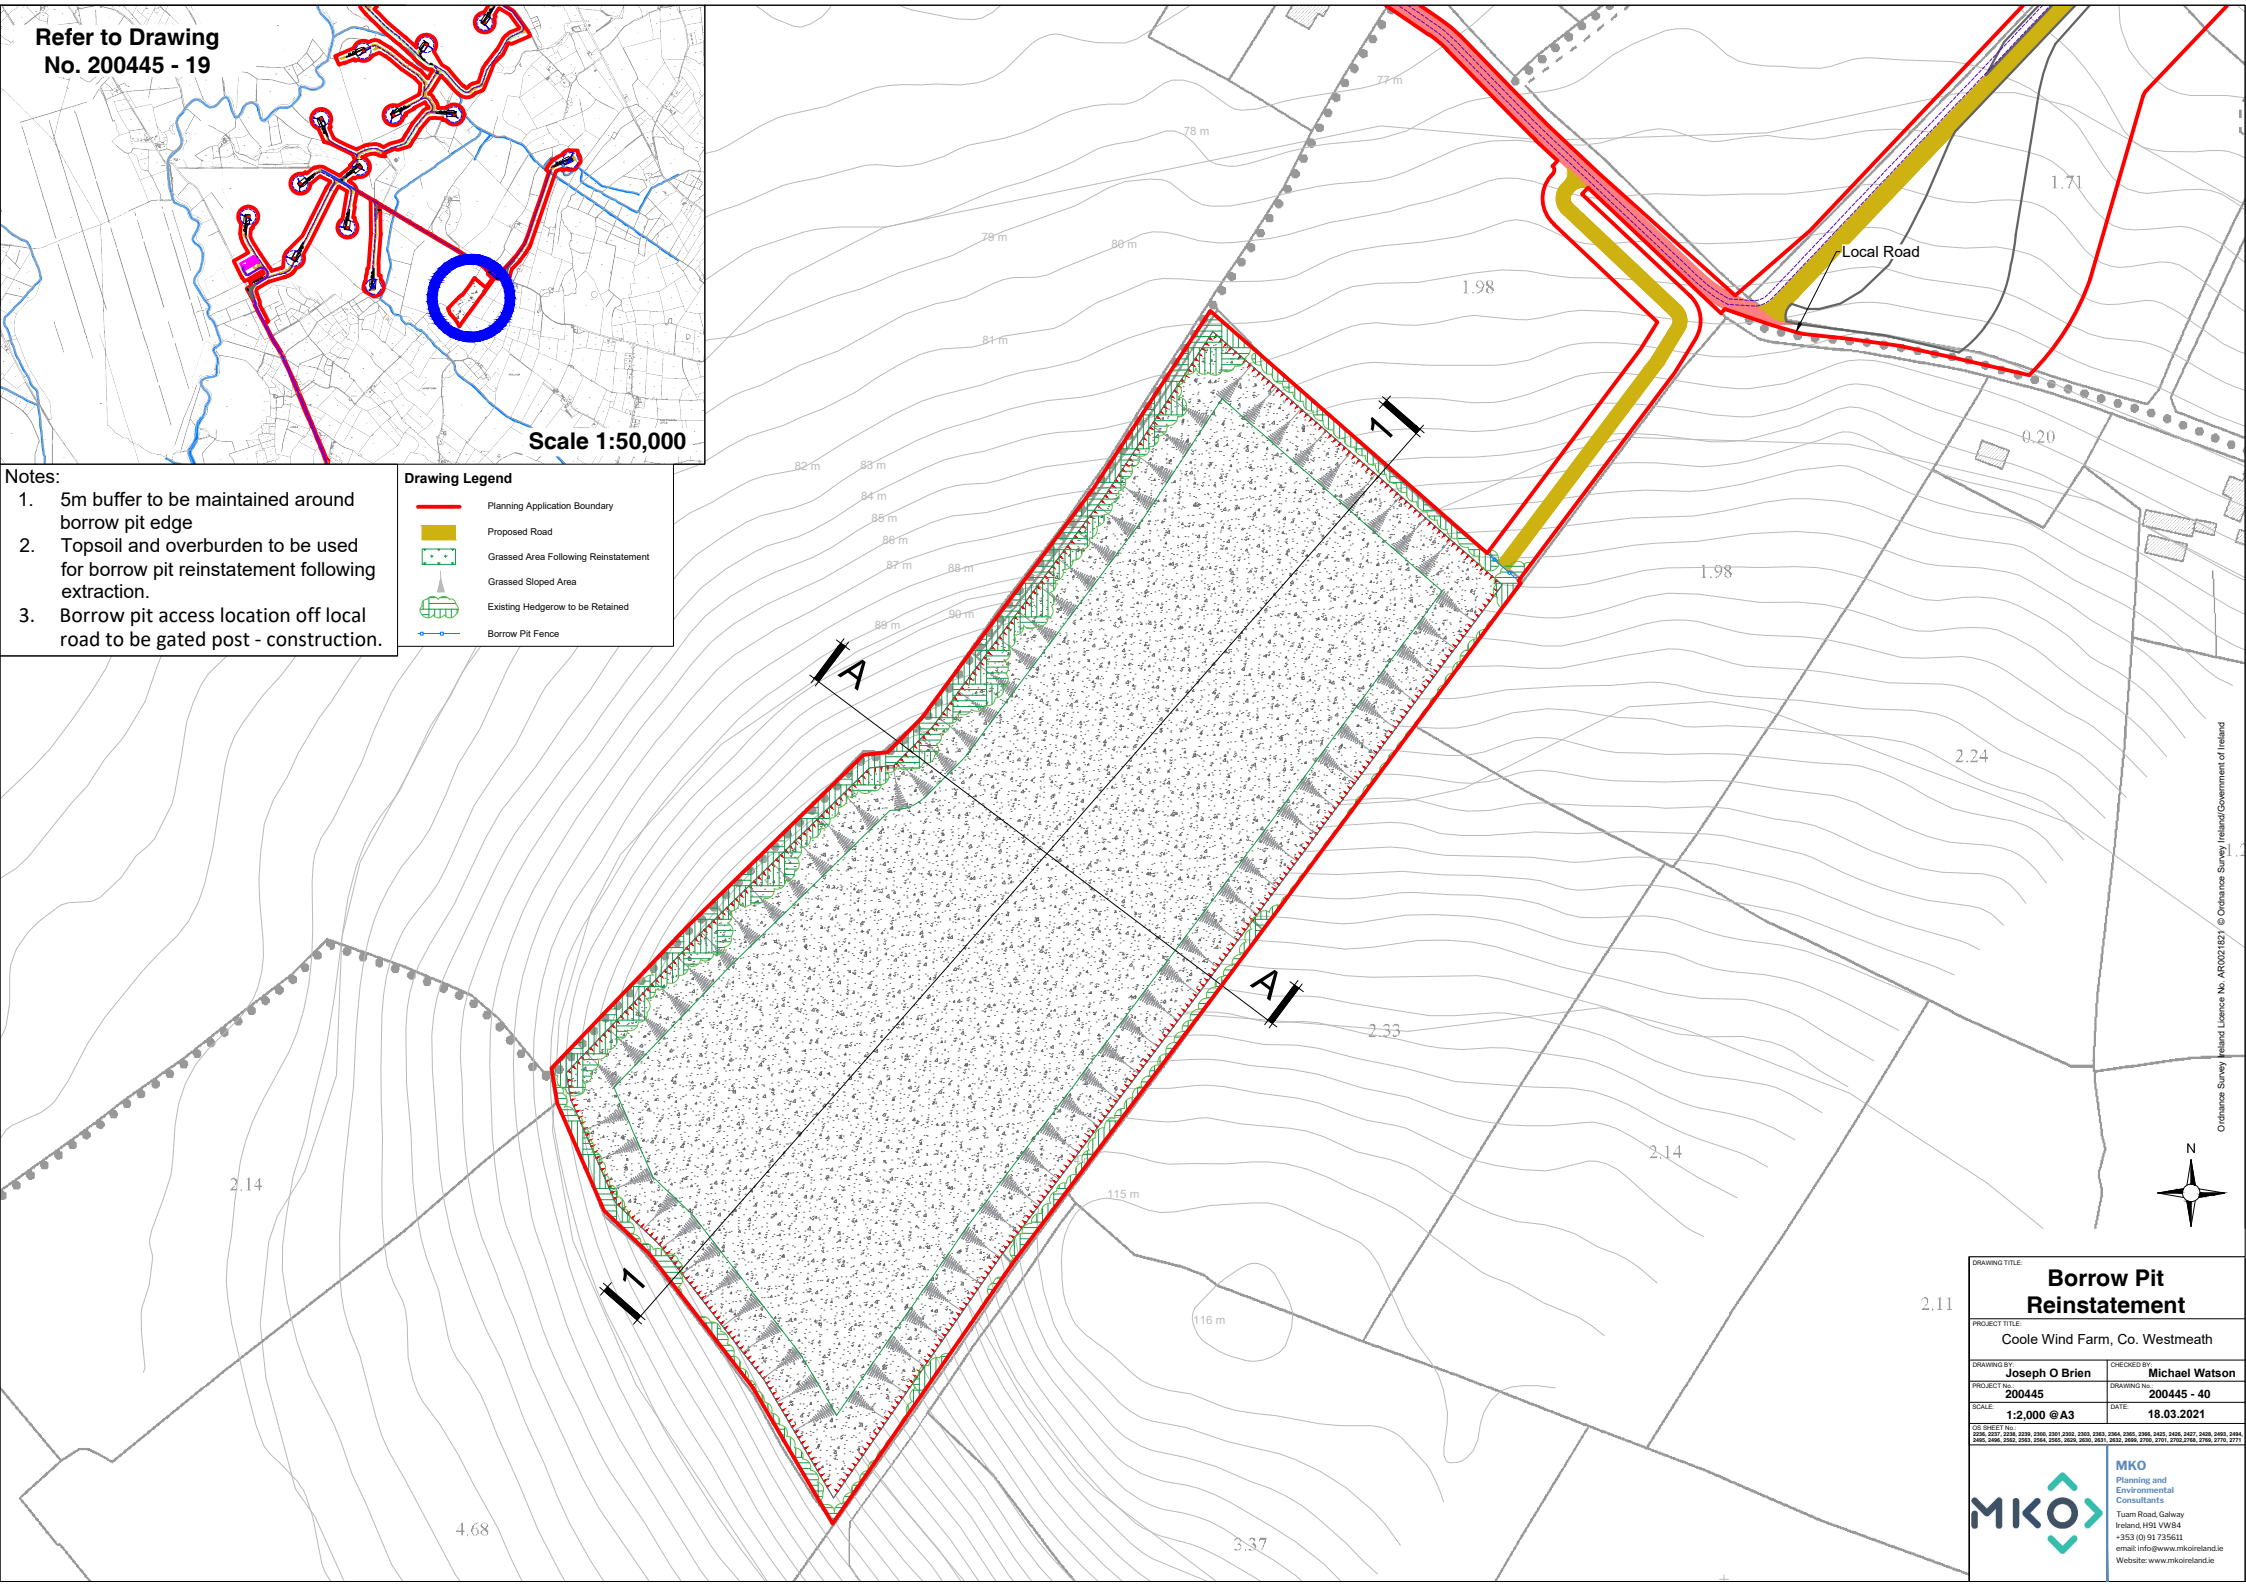 Refer to Drawing
No. 200445 - 19
Scale 1:50,000
Notes:
1. 5m buffer to be maintained around
borrow pit edge
2. Topsoil and overburden to be used
for borrow pit reinstatement following
extraction.
3. Borrow pit access location off local
road to be gated post - construction.
Drawing Legend
Planning Application Boundary
Proposed Road
Grassed Area Following Reinstatement
Grassed Sloped Area
Existing Hedgerow to be Retained
Borrow Pit Fence
77 m
78 m
79 m
80 m
81 m
82 m
83 m
84 m
85 m
86 m
87 m
88 m
89 m
90 m
115 m
116 m
Local Road
1.71
1.98
0.20
1.98
2.24
2.33
2.14
2.14
2.11
4.68
3.37
1
1
A
A
Ordnance Survey Ireland Licence No. AR0021821 © Ordnance Survey Ireland/Government of Ireland
N
DRAWING TITLE:
Borrow Pit
Reinstatement
PROJECT TITLE:
Coole Wind Farm, Co. Westmeath
DRAWING BY:
Joseph O Brien
CHECKED BY:
Michael Watson
PROJECT No.:
200445
DRAWING No.:
200445 - 40
SCALE:
1:2,000 @A3
DATE:
18.03.2021
OS SHEET No.:
MKO
MKO
Planning and
Environmental
Consultants
Tuam Road, Galway
Ireland, H91 VW84
+353 (0) 91 735611
email: info@www.mkoireland.ie
Website: www.mkoireland.ie